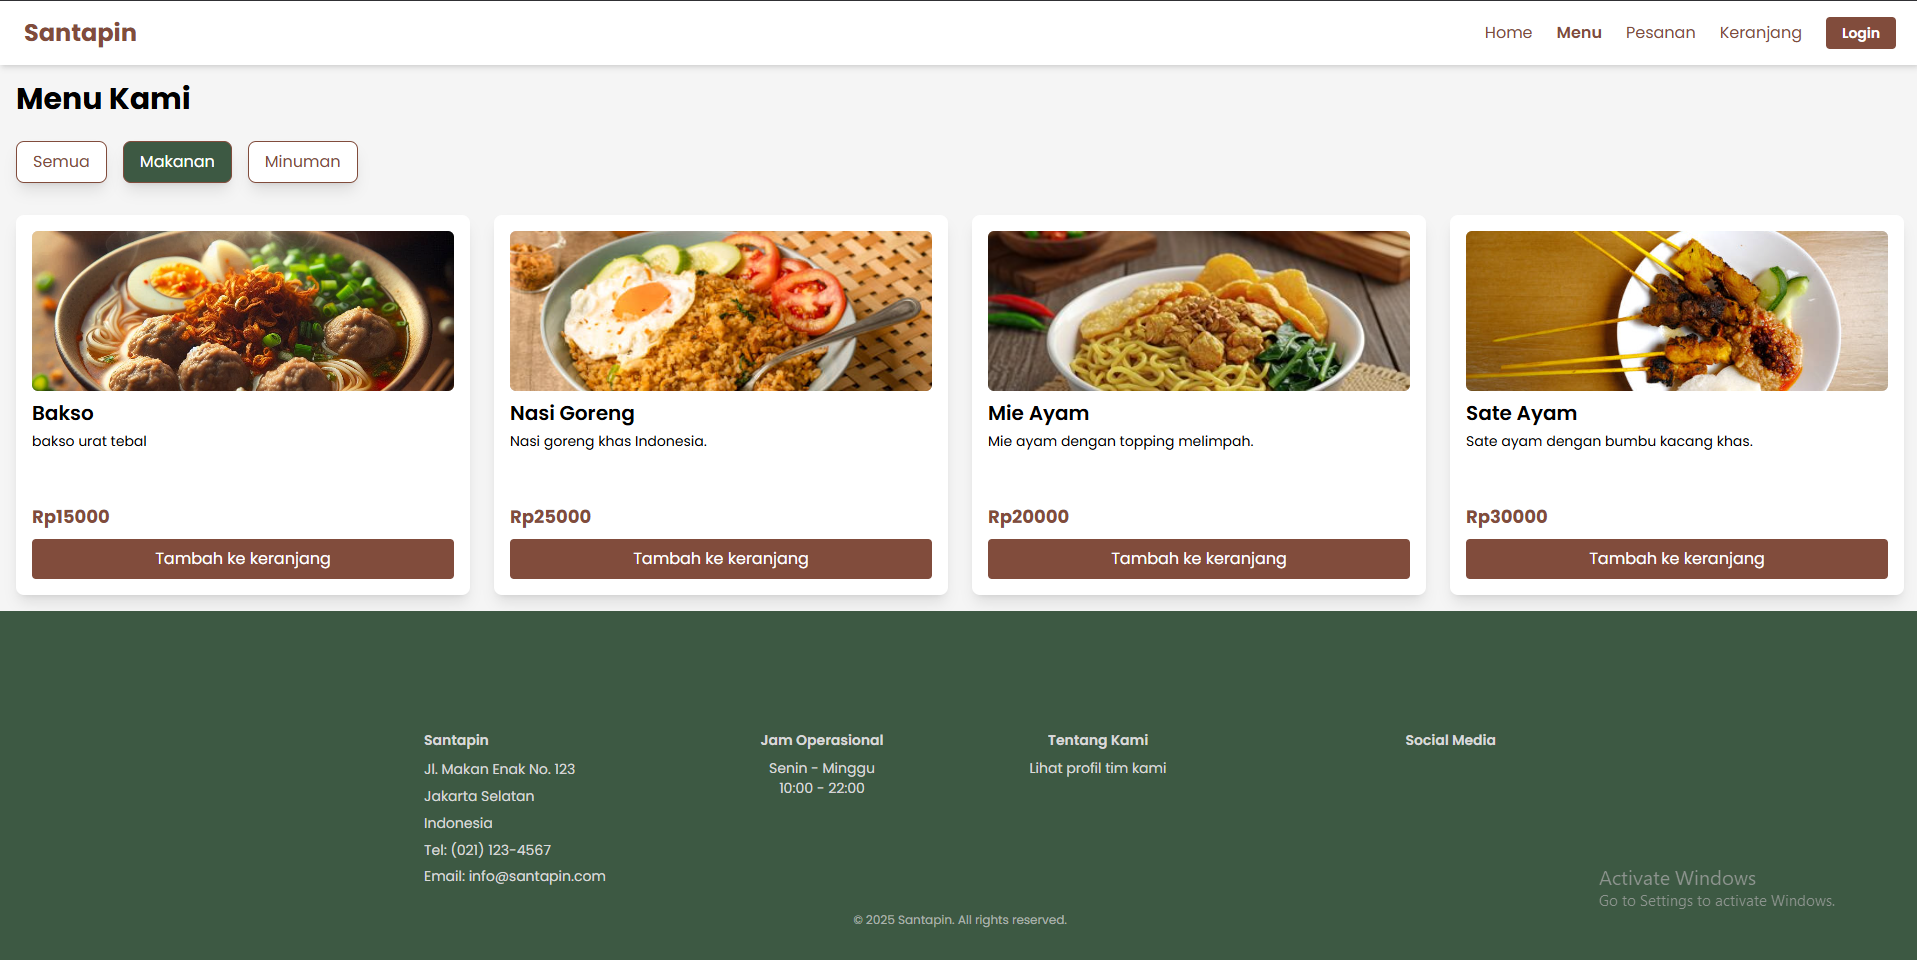 Santapin
Home
Menu
Pesanan
Keranjang
Login
Menu Kami
Semua
Makanan
Minuman
Bakso
bakso urat tebal
Rp15000
Tambah ke keranjang
Nasi Goreng
Nasi goreng khas Indonesia.
Rp25000
Tambah ke keranjang
Mie Ayam
Mie ayam dengan topping melimpah.
Rp20000
Tambah ke keranjang
Sate Ayam
Sate ayam dengan bumbu kacang khas.
Rp30000
Tambah ke keranjang
Santapin
Jl. Makan Enak No. 123
Jakarta Selatan
Indonesia
Tel: (021) 123-4567
Email: info@santapin.com
Jam Operasional
Senin - Minggu
10:00 - 22:00
Tentang Kami
Lihat profil tim kami
Social Media
© 2025 Santapin. All rights reserved.
Activate Windows
Go to Settings to activate Windows.